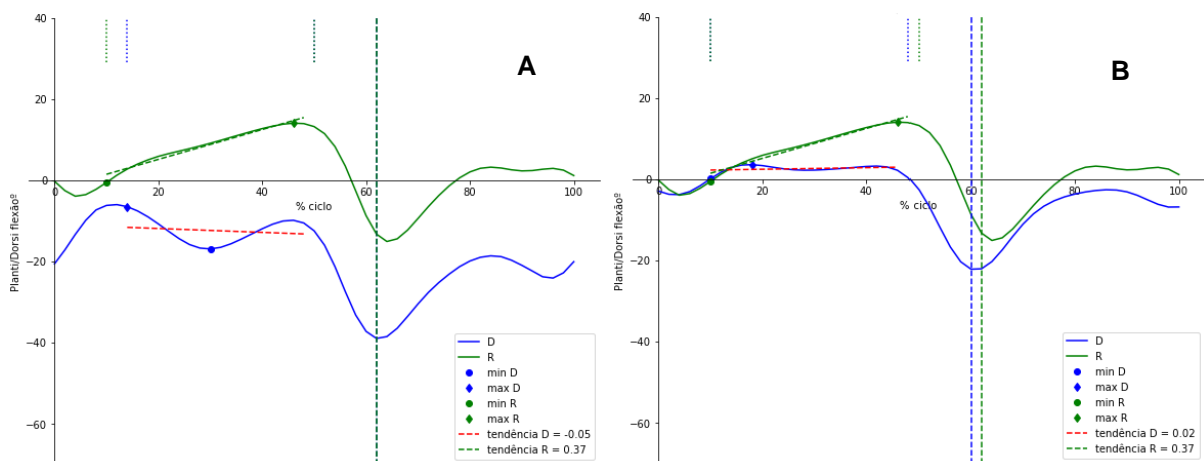 A
40
20
0
−20
−40
−60
0
20
40
60
80
100
% ciclo
Planti/Dorsi flexãoº
D
R
min D
max D
min R
max R
tendência D = -0.05
tendência R = 0.37
B
40
20
0
−20
−40
−60
0
20
40
60
80
100
% ciclo
Planti/Dorsi flexãoº
D
R
min D
max D
min R
max R
tendência D = 0.02
tendência R = 0.37